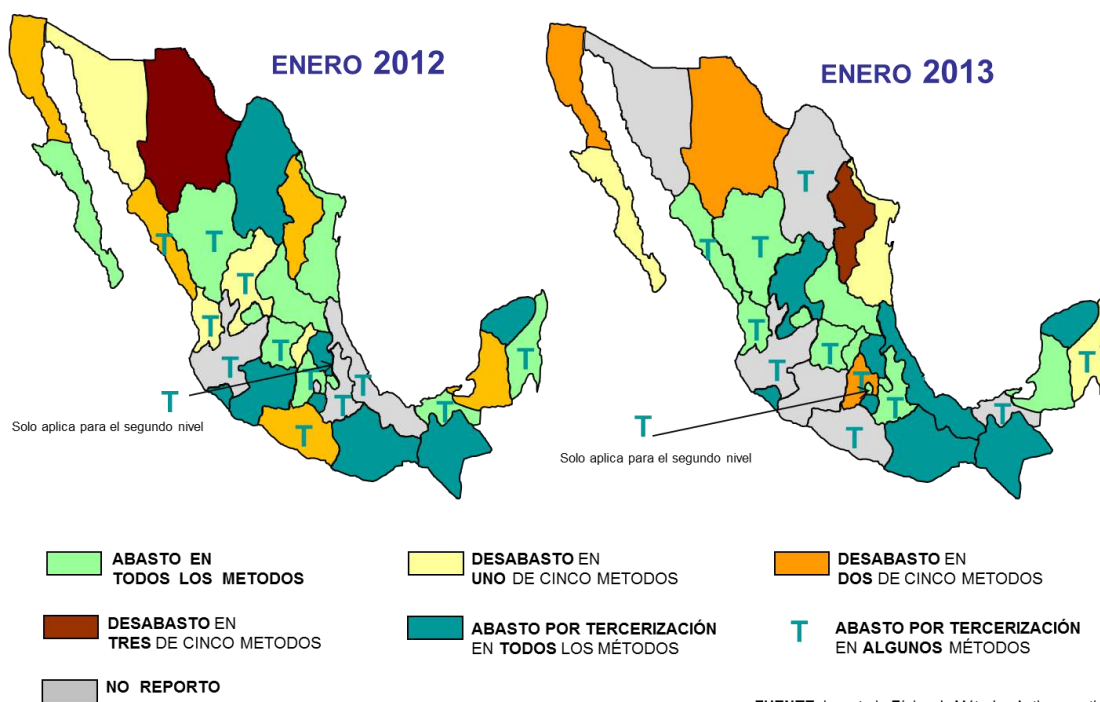 ENERO 2012
ENERO 2013
T
T
T
T
T
T
T
T
T
T
T
T
T
Solo aplica para el segundo nivel
T
T
T
T
T
T
T
T
T
T
T
Solo aplica para el segundo nivel
ABASTO EN
TODOS LOS METODOS
DESABASTO EN
UNO DE CINCO METODOS
DESABASTO EN
DOS DE CINCO METODOS
DESABASTO EN
TRES DE CINCO METODOS
ABASTO POR TERCERIZACIÓN
EN TODOS LOS MÉTODOS
T
ABASTO POR TERCERIZACIÓN
EN ALGUNOS MÉTODOS
NO REPORTO